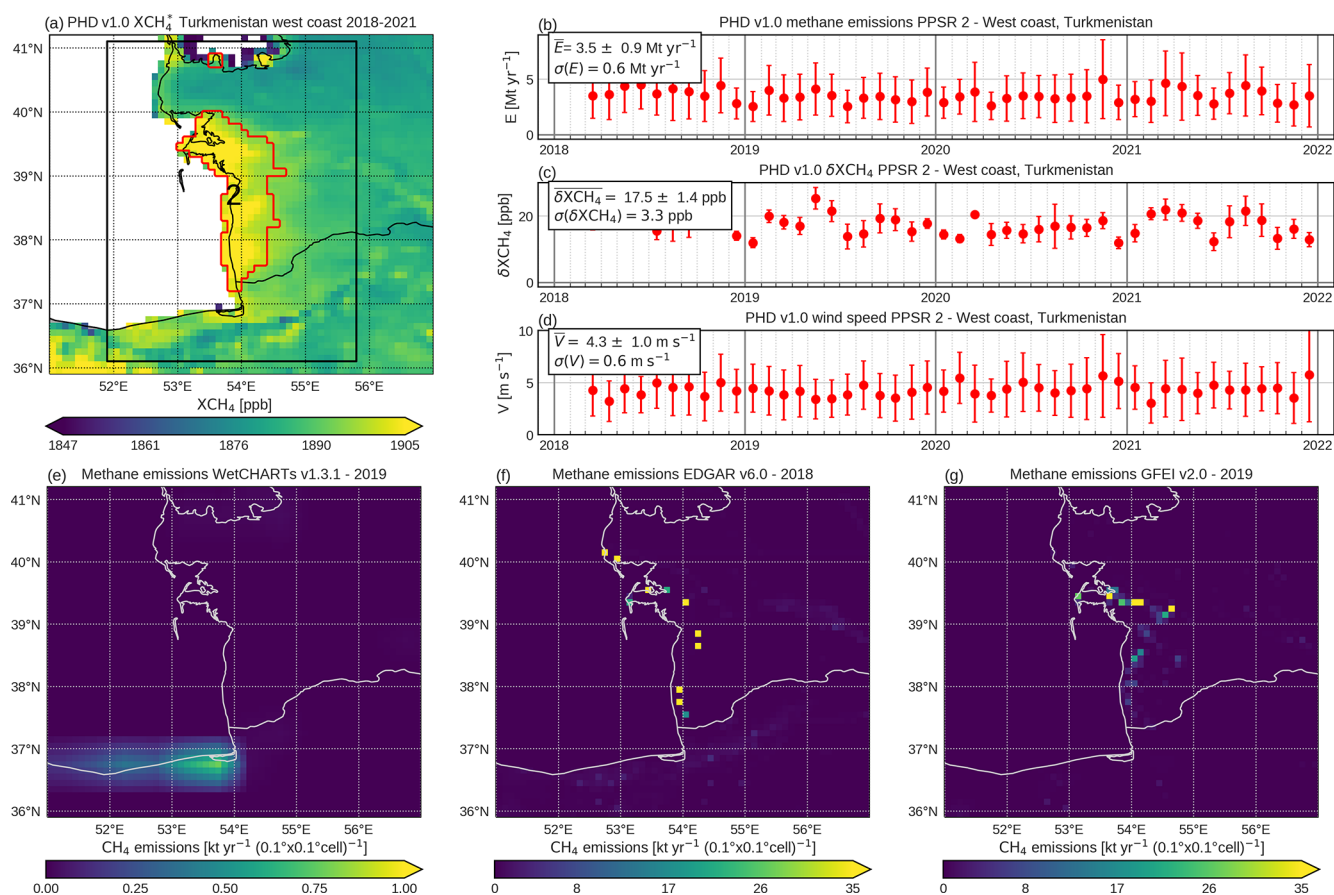 (a) PHD v1.0 XCH₄* Turkmenistan west coast 2018-2021
41°N
40°N
39°N
38°N
37°N
36°N
2
52°E 53°E 54°E 55°E 56°E
XCH₄ [ppb]
1847 1861 1876 1890 1905
(b) PHD v1.0 methane emissions PPSR 2 - West coast, Turkmenistan
E̅= 3.5 ± 0.9 Mt yr⁻¹
σ(E) = 0.6 Mt yr⁻¹
E [Mt yr⁻¹]
5
0
2018 2019 2020 2021 2022
(c) PHD v1.0 δXCH₄ PPSR 2 - West coast, Turkmenistan
δXCH₄ = 17.5 ± 1.4 ppb
σ(δXCH₄) = 3.3 ppb
δXCH₄ [ppb]
20
0
2018 2019 2020 2021 2022
(d) PHD v1.0 wind speed PPSR 2 - West coast, Turkmenistan
V̅ = 4.3 ± 1.0 m s⁻¹
σ(V) = 0.6 m s⁻¹
V [m s⁻¹]
10
5
0
2018 2019 2020 2021 2022
(e) Methane emissions WetCHARTs v1.3.1 - 2019
41°N
40°N
39°N
38°N
37°N
36°N
52°E 53°E 54°E 55°E 56°E
CH₄ emissions [kt yr⁻¹ (0.1°x0.1°cell)⁻¹]
0.00 0.25 0.50 0.75 1.00
(f) Methane emissions EDGAR v6.0 - 2018
41°N
40°N
39°N
38°N
37°N
36°N
52°E 53°E 54°E 55°E 56°E
CH₄ emissions [kt yr⁻¹ (0.1°x0.1°cell)⁻¹]
0 8 17 26 35
(g) Methane emissions GFEI v2.0 - 2019
41°N
40°N
39°N
38°N
37°N
36°N
52°E 53°E 54°E 55°E 56°E
CH₄ emissions [kt yr⁻¹ (0.1°x0.1°cell)⁻¹]
0 8 17 26 35